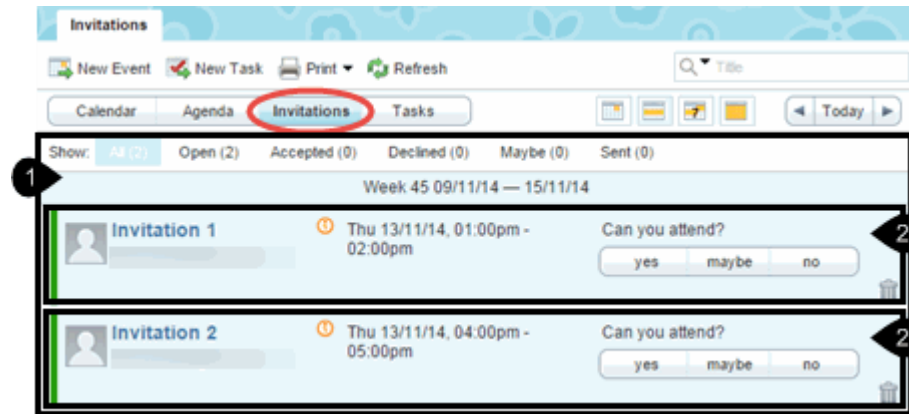 Invitations
New Event New Task Print Refresh Title
Calendar Agenda Invitations Tasks 7 Today
Show: All (2) Open (2) Accepted (0) Declined (0) Maybe (0) Sent (0)
1
Week 45 09/11/14 — 15/11/14
Invitation 1 Thu 13/11/14, 01:00pm - Can you attend? 2
02:00pm
yes maybe no
Invitation 2 Thu 13/11/14, 04:00pm - Can you attend? 2
05:00pm
yes maybe no